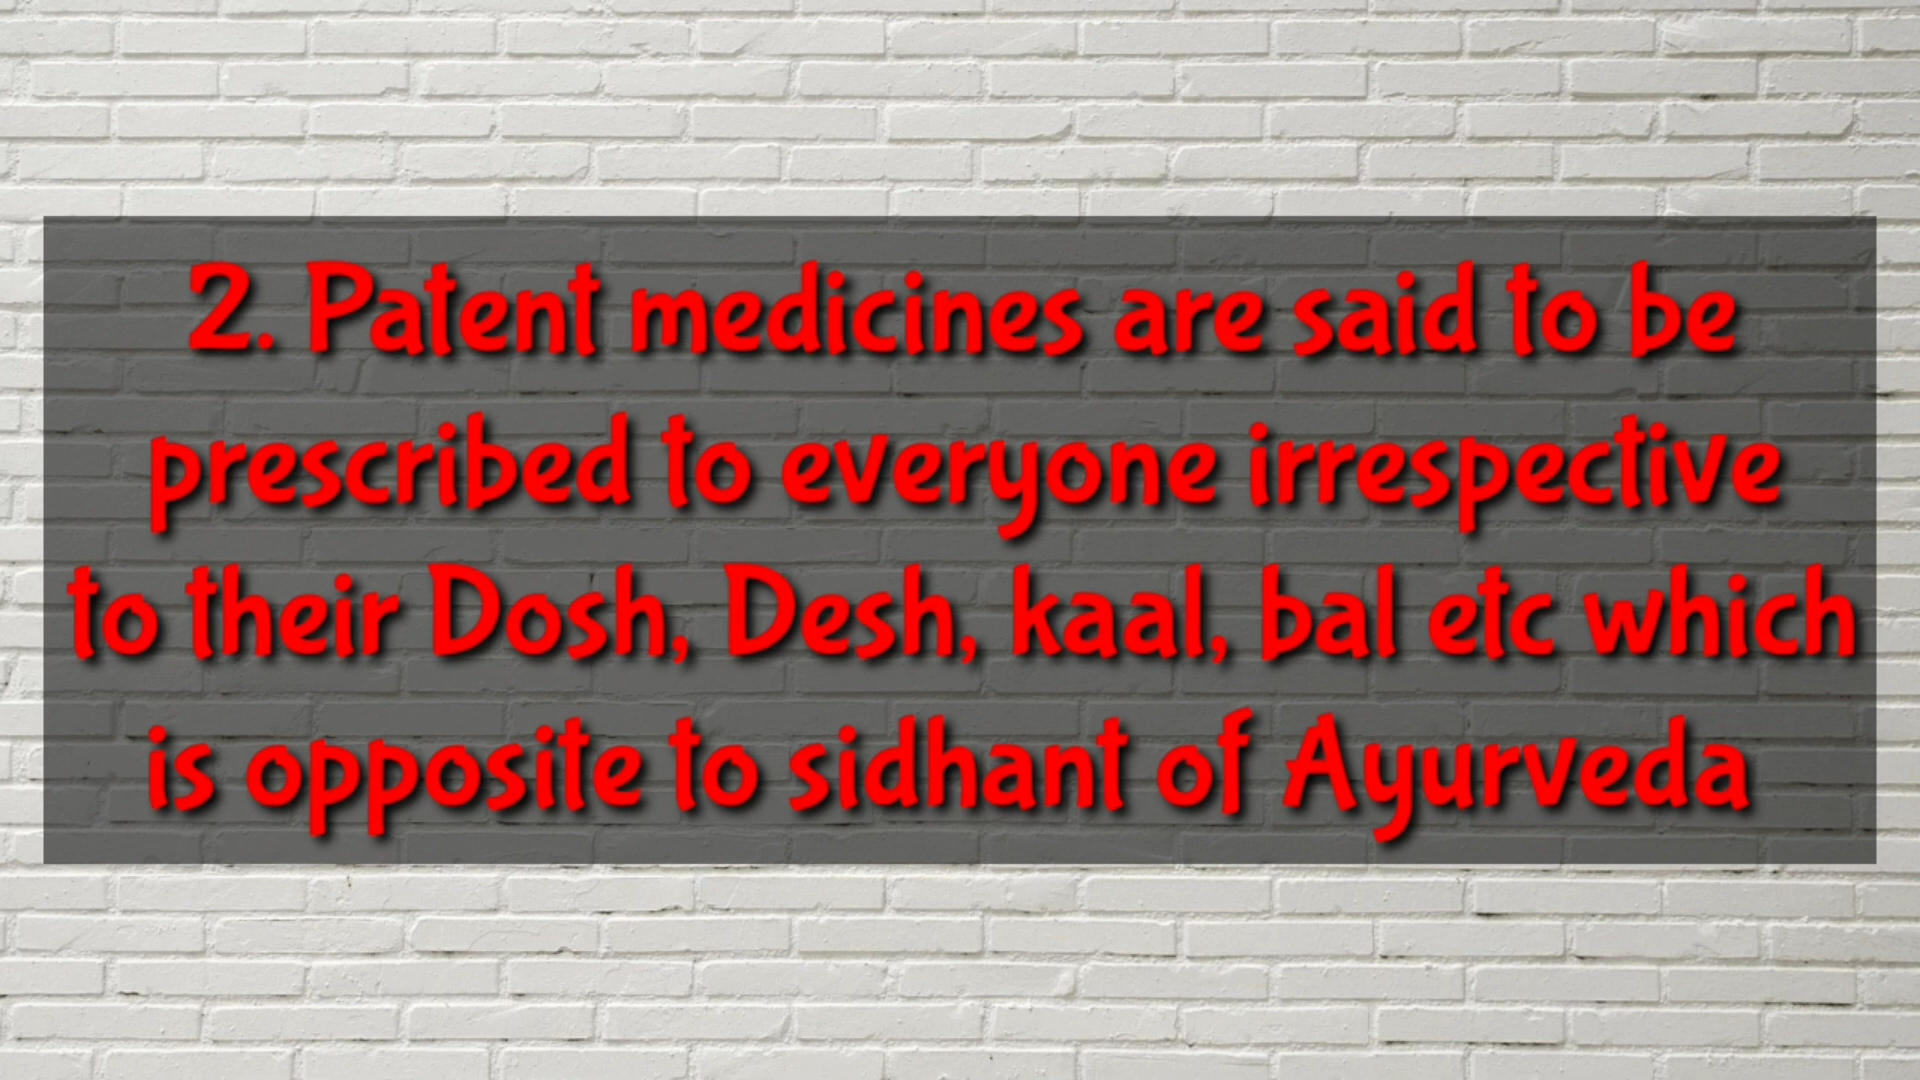 2. Patent medicines are said to be
prescribed to everyone irrespective
to their Dosh, Desh, kaal, bal etc which
is opposite to sidhant of Ayurveda